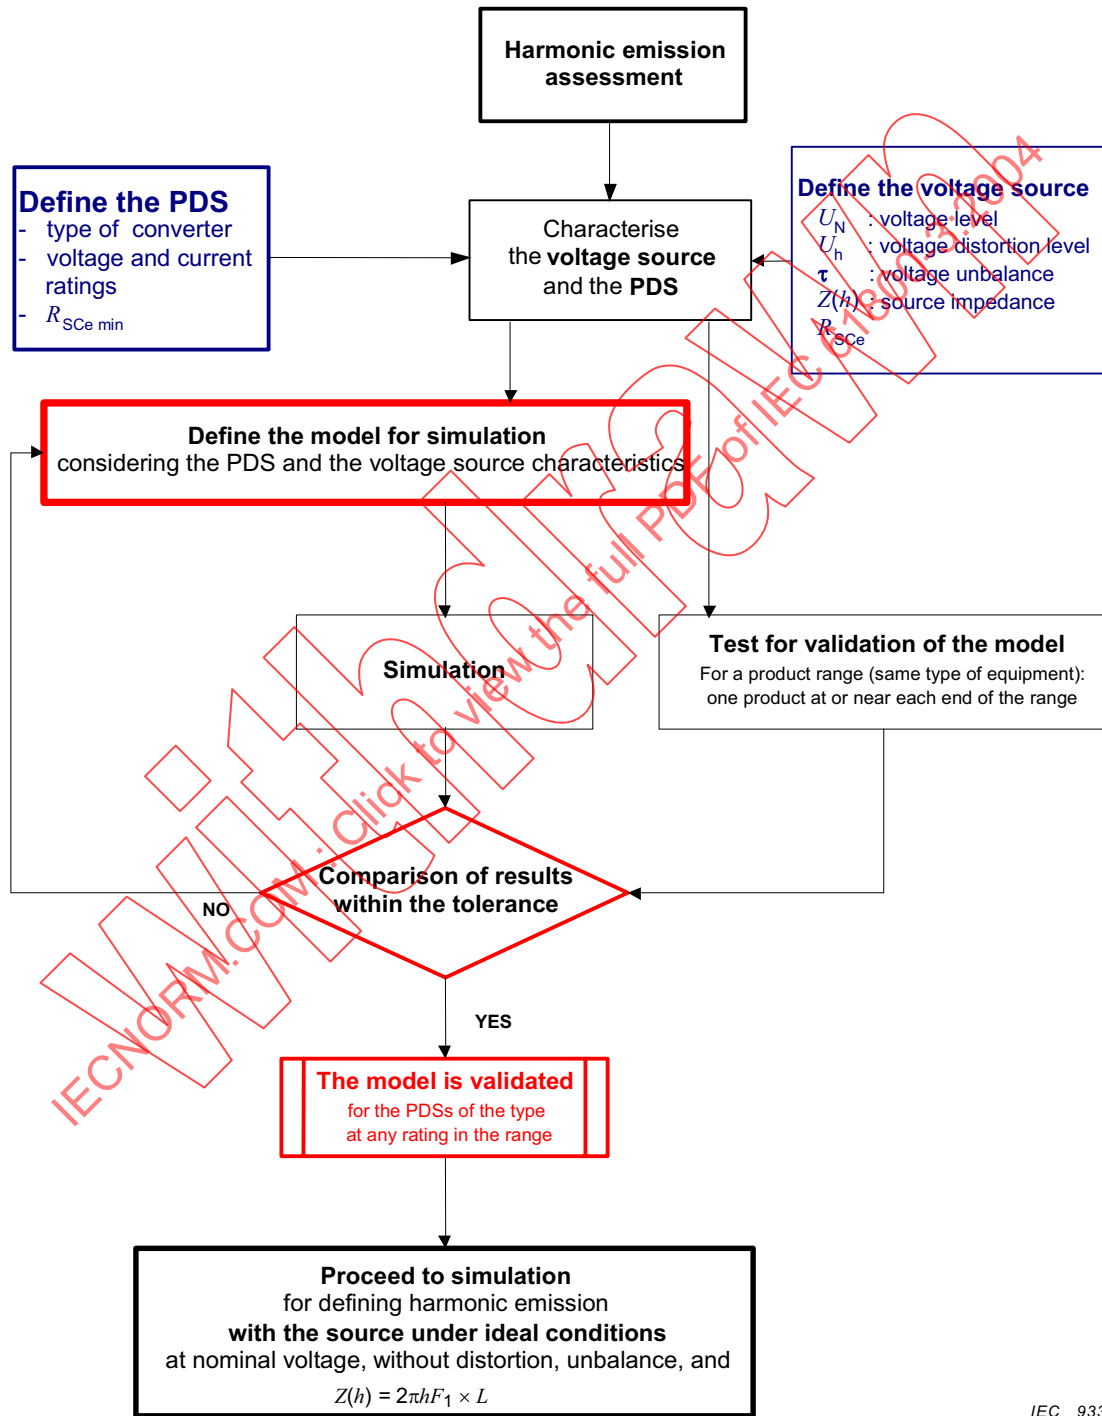 Harmonic emission
assessment
Define the PDS
- type of converter
- voltage and current
ratings
- R SCe min
Characterise
the voltage source
and the PDS
Define the voltage source
U N : voltage level
U h : voltage distortion level
τ : voltage unbalance
Z(h) : source impedance
R SCe
Define the model for simulation
considering the PDS and the voltage source characteristics
Simulation
Test for validation of the model
For a product range (same type of equipment):
one product at or near each end of the range
Comparison of results
within the tolerance
NO
YES
The model is validated
for the PDSs of the type
at any rating in the range
Proceed to simulation
for defining harmonic emission
with the source under ideal conditions
at nominal voltage, without distortion, unbalance, and
Z(h) = 2πhF1 × L
IEC 933
IECNORM.COM : Click to view the full PDF of IEC 61800-3:2004
Withdrawn